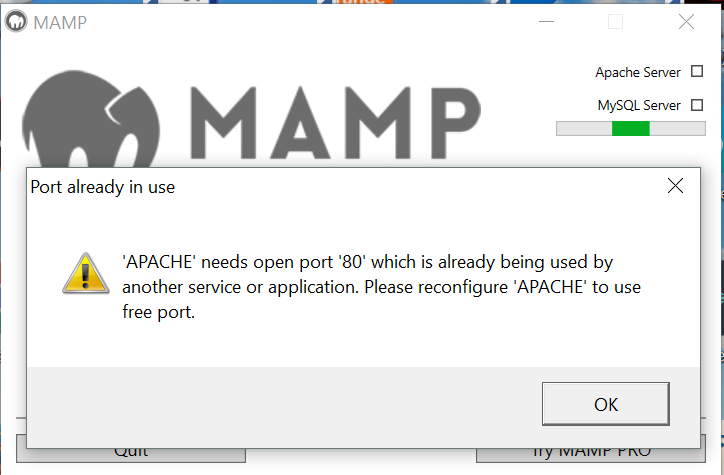 MAMP
Apache Server
MySQL Server
MAMP
Port already in use
'APACHE' needs open port '80' which is already being used by
another service or application. Please reconfigure 'APACHE' to use
free port.
OK
Quit
Try MAMP PRO